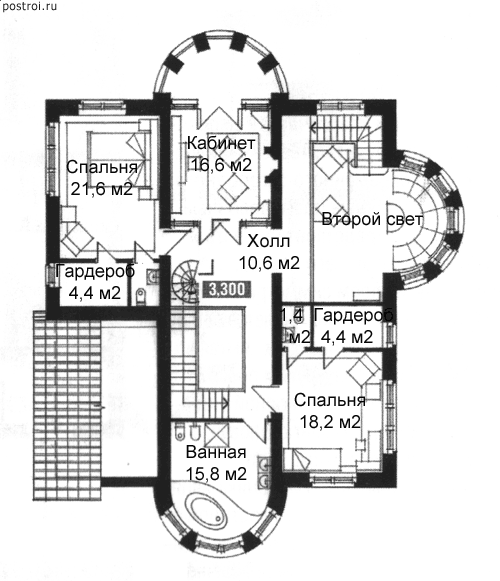 postroi.ru
Кабинет
16,6 м2
Спальня
21,6 м2
Второй свет
Холл
10,6 м2
Гардероб
4,4 м2
3,300
1,4
м2
Гардероб
4,4 м2
Спальня
18,2 м2
Ванная
15,8 м2